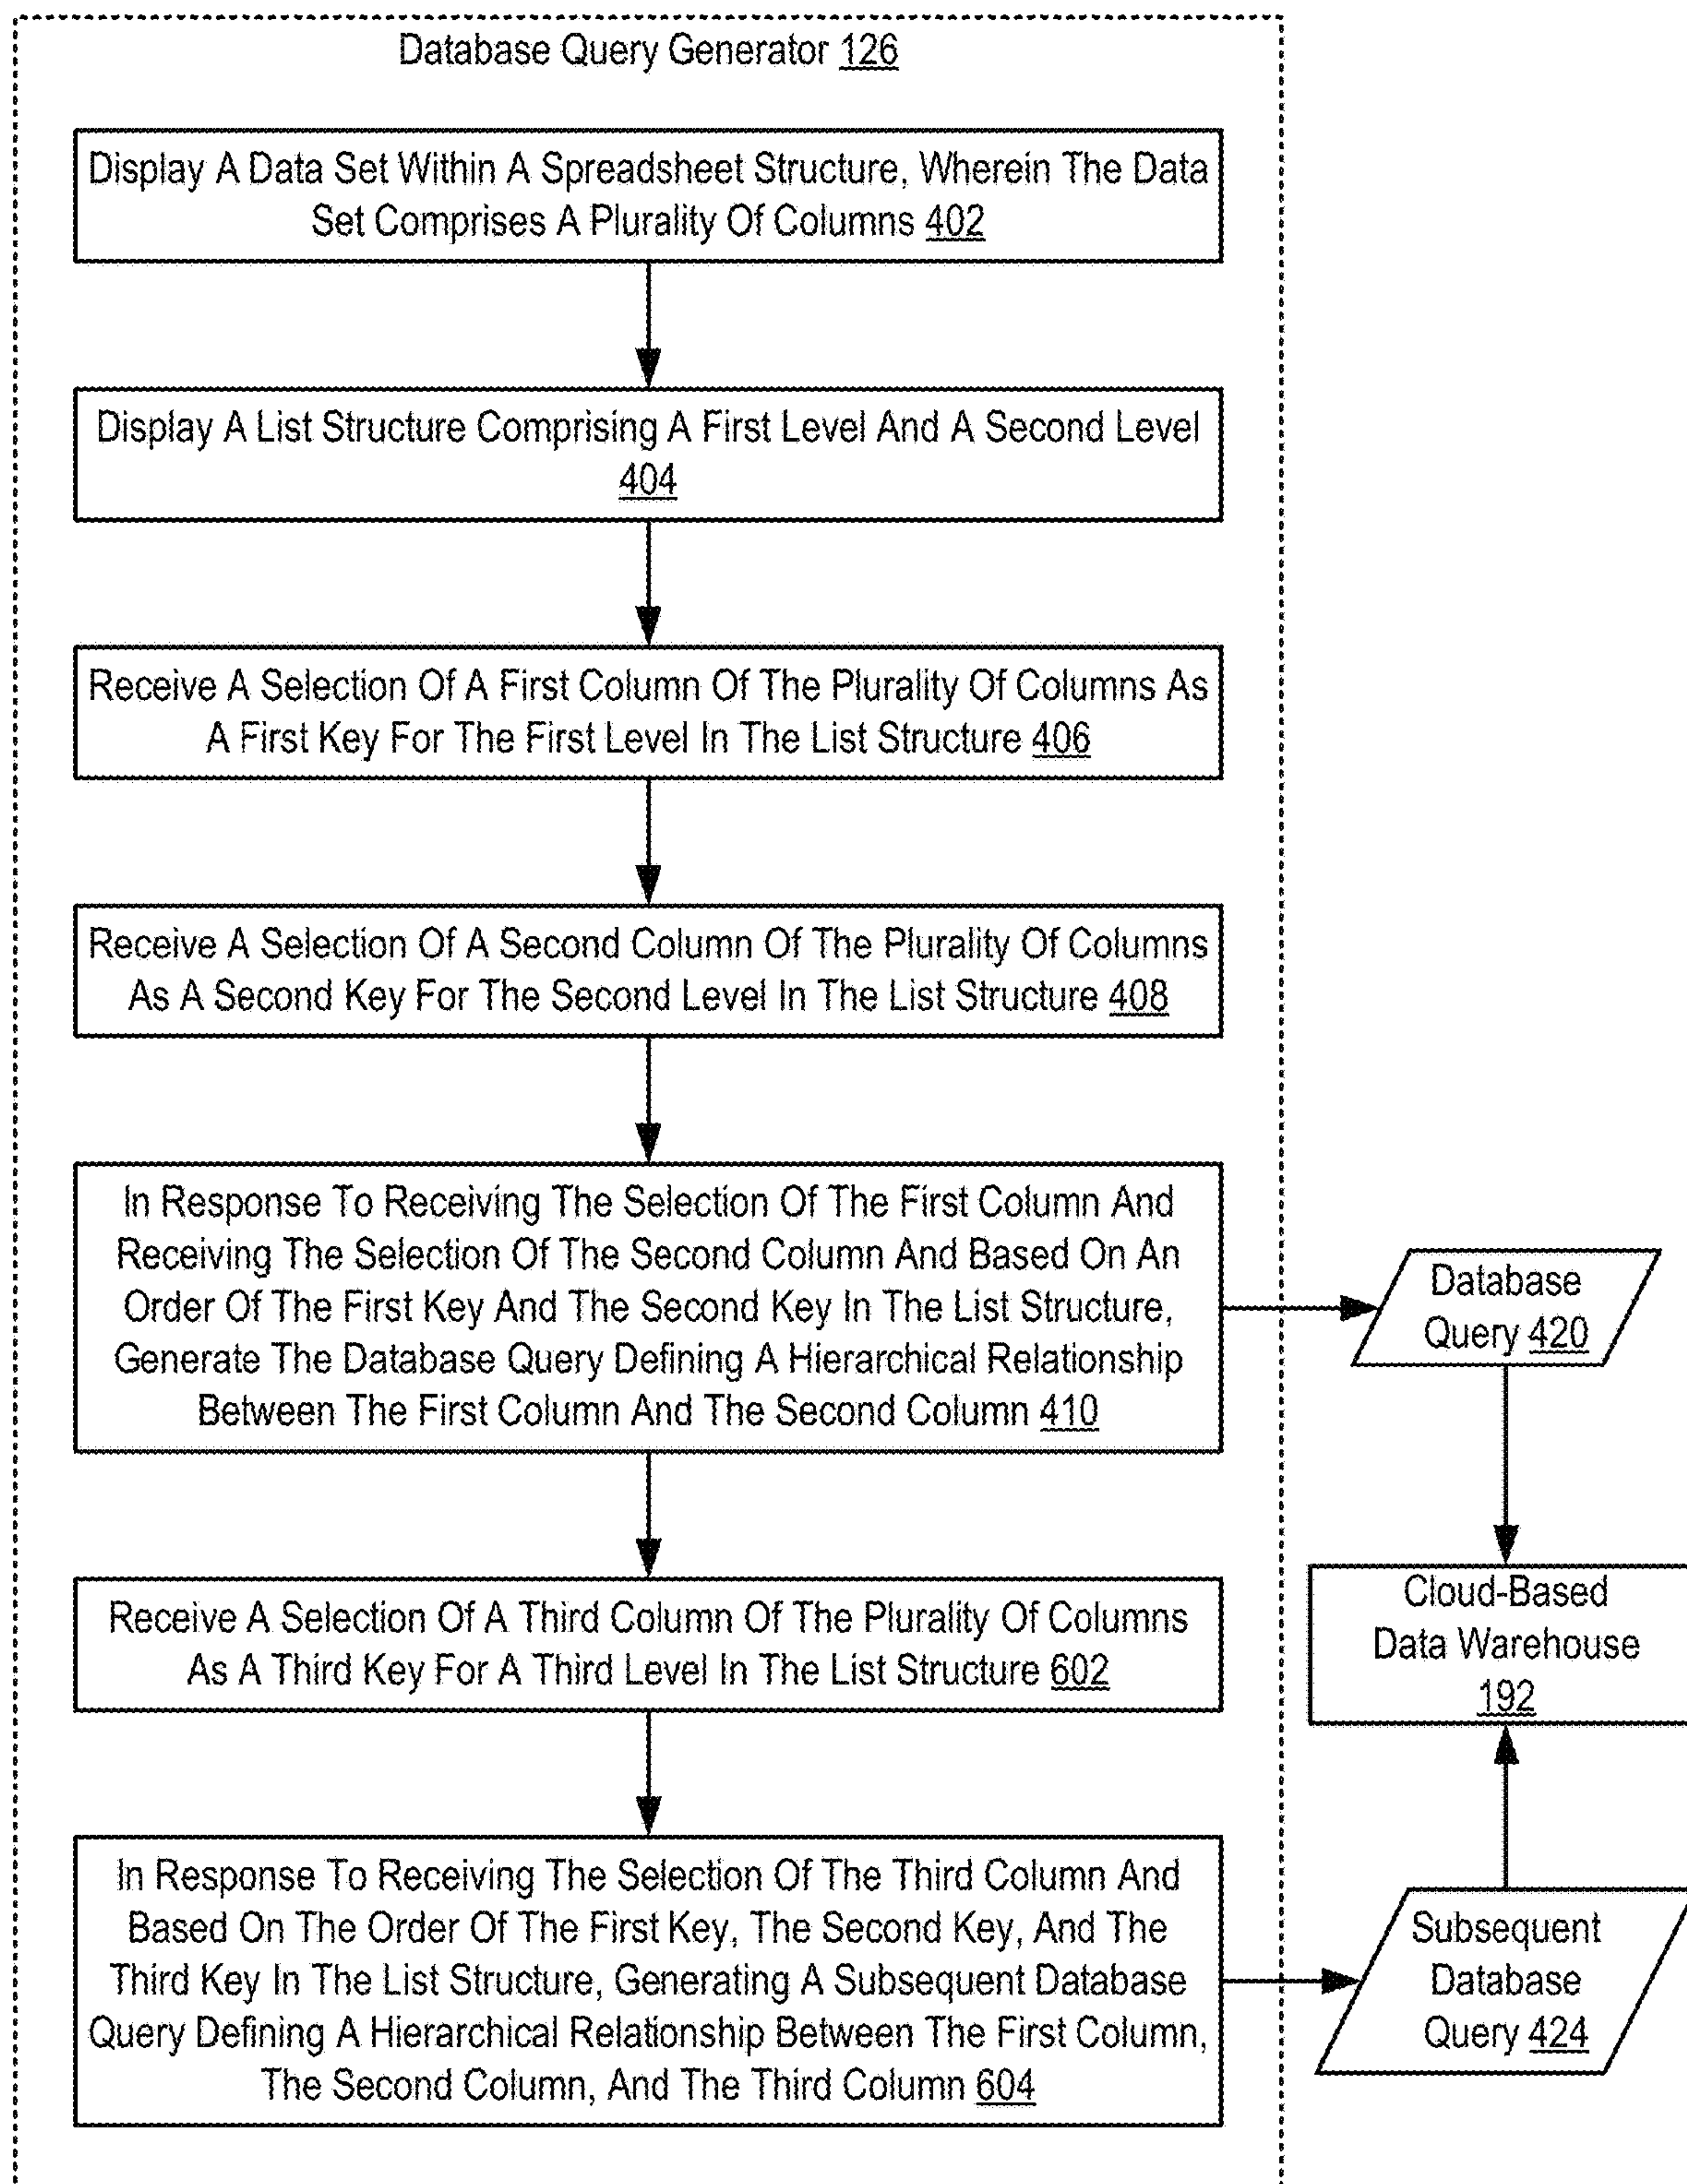 Database Query Generator 126
Display A Data Set Within A Spreadsheet Structure, Wherein The Data
Set Comprises A Plurality Of Columns 402
Display A List Structure Comprising A First Level And A Second Level
404
Receive A Selection Of A First Column Of The Plurality Of Columns As
A First Key For The First Level In The List Structure 406
Receive A Selection Of A Second Column Of The Plurality Of Columns
As A Second Key For The Second Level In The List Structure 408
In Response To Receiving The Selection Of The First Column And
Receiving The Selection Of The Second Column And Based On An
Order Of The First Key And The Second Key In The List Structure,
Generate The Database Query Defining A Hierarchical Relationship
Between The First Column And The Second Column 410
Database
Query 420
Receive A Selection Of A Third Column Of The Plurality Of Columns
As A Third Key For A Third Level In The List Structure 602
Cloud-Based
Data Warehouse
192
In Response To Receiving The Selection Of The Third Column And
Based On The Order Of The First Key, The Second Key, And The
Third Key In The List Structure, Generating A Subsequent Database
Query Defining A Hierarchical Relationship Between The First Column,
The Second Column, And The Third Column 604
Subsequent
Database
Query 424